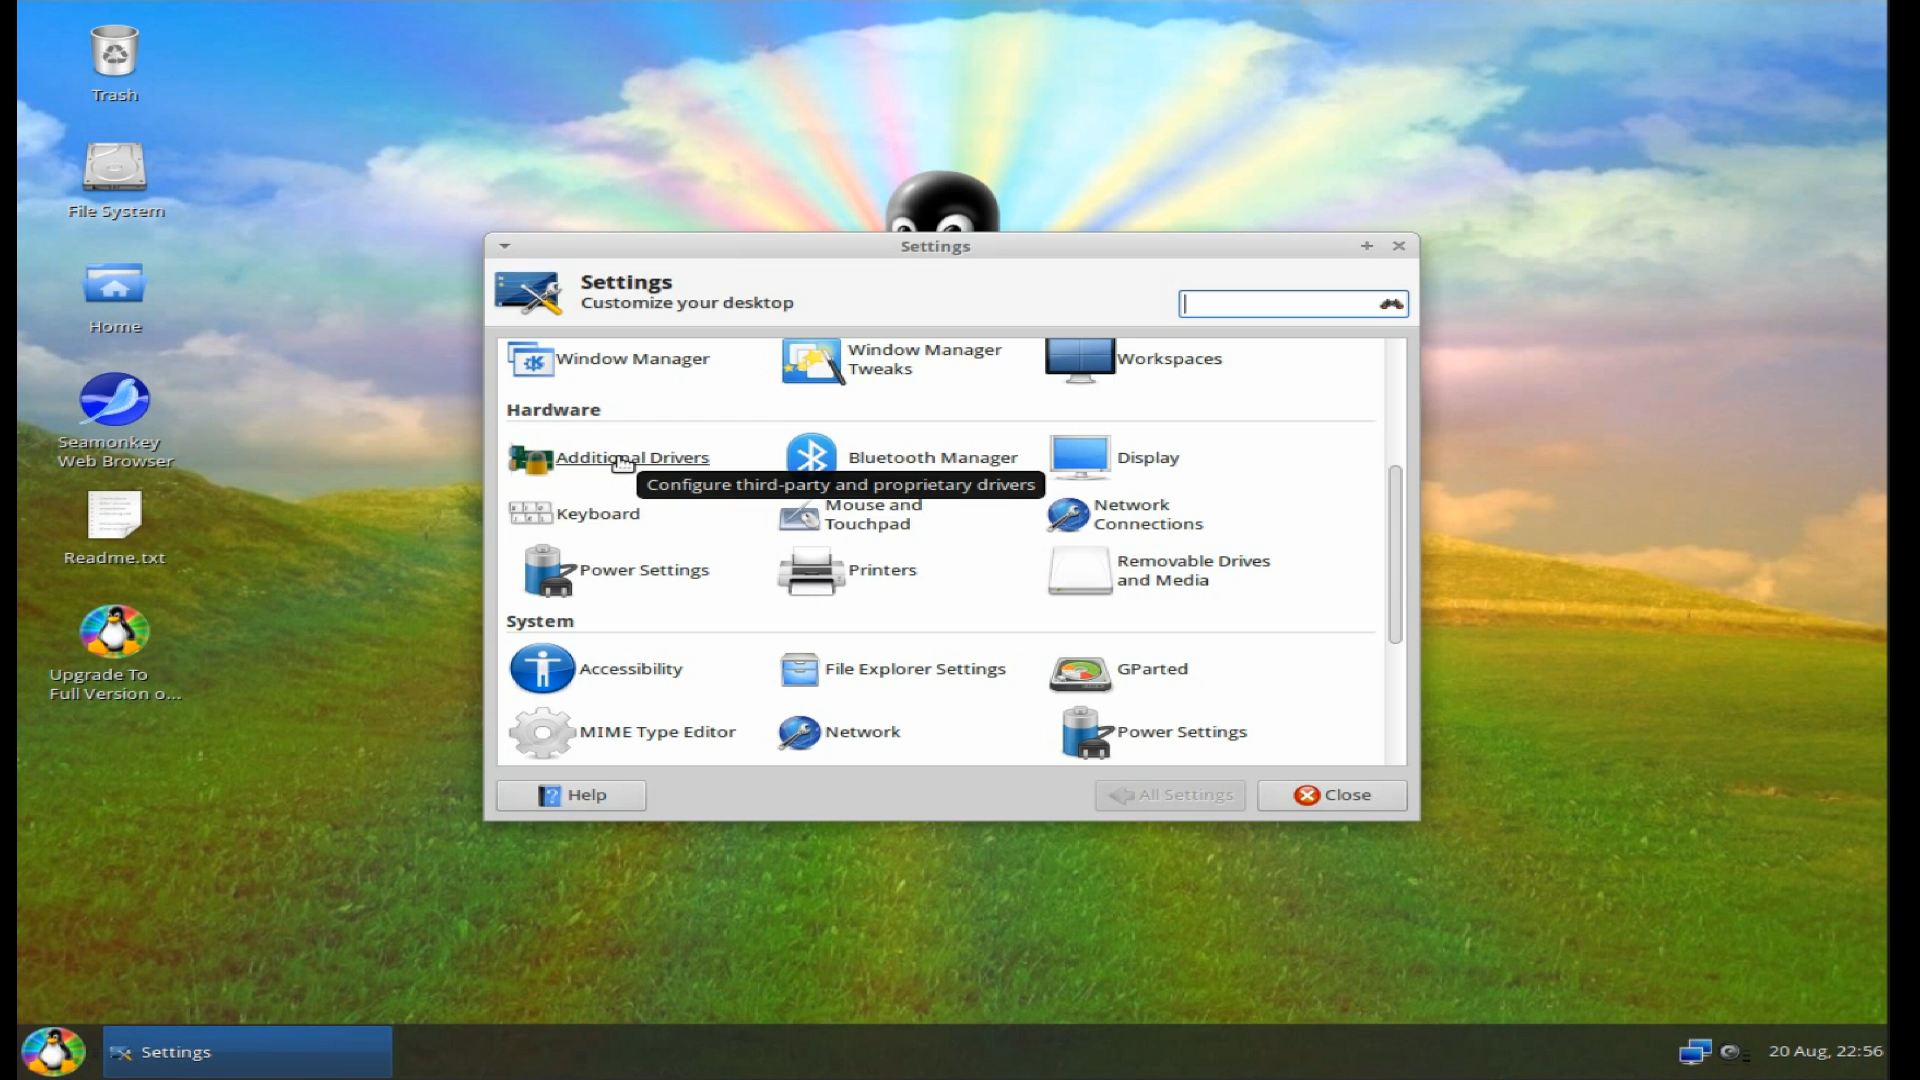 Trash
File System
Home
Seamonkey
Web Browser
Readme.txt
Upgrade To
Full Version o...
Settings
Settings
Customize your desktop
Window Manager
Window Manager
Tweaks
Workspaces
Hardware
Additional Drivers
Bluetooth Manager
Display
Configure third-party and proprietary drivers
Keyboard
Mouse and
Touchpad
Network
Connections
Power Settings
Printers
Removable Drives
and Media
System
Accessibility
File Explorer Settings
GParted
MIME Type Editor
Network
Power Settings
Help
All Settings
Close
Settings
20 Aug, 22:56